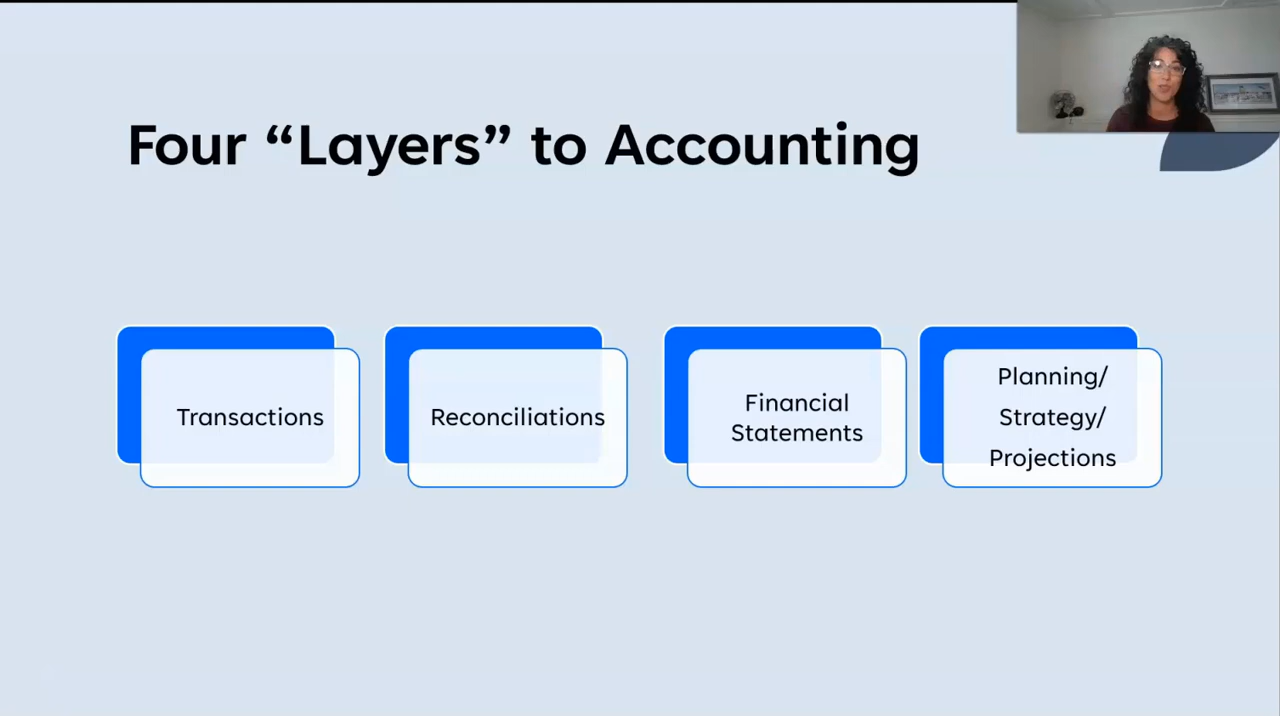 Four “Layers” to Accounting
Transactions
Reconciliations
Financial
Statements
Planning/
Strategy/
Projections